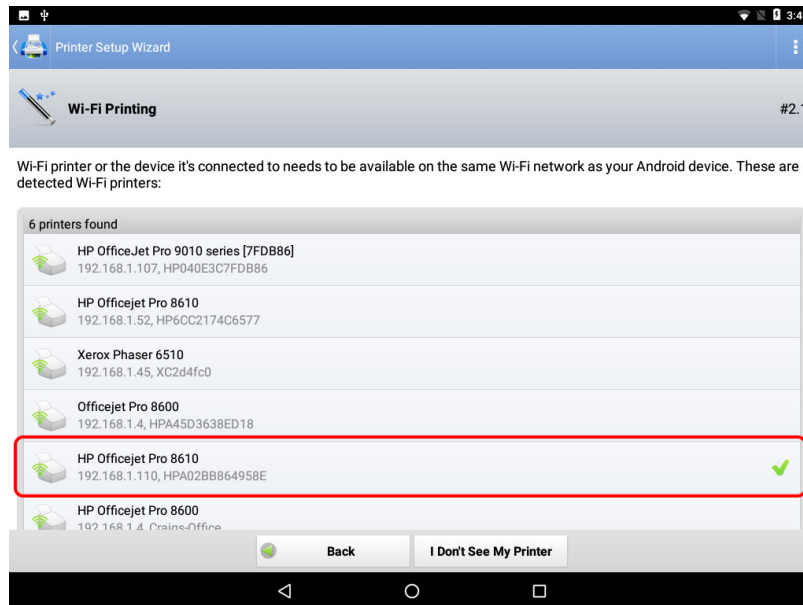 3:4
Printer Setup Wizard
Wi-Fi Printing
#2.
Wi-Fi printer or the device it's connected to needs to be available on the same Wi-Fi network as your Android device. These are
detected Wi-Fi printers:
6 printers found
HP OfficeJet Pro 9010 series [7FDB86]
192.168.1.107, HP040E3C7FDB86
HP Officejet Pro 8610
192.168.1.52, HP6CC2174C6577
Xerox Phaser 6510
192.168.1.45, XC2d4fc0
Officejet Pro 8600
192.168.1.4, HPA45D3638ED18
HP Officejet Pro 8610
192.168.1.110, HPA02BB864958E
HP Officejet Pro 8600
192.168.1.4, Craigs-Office
Back
I Don't See My Printer